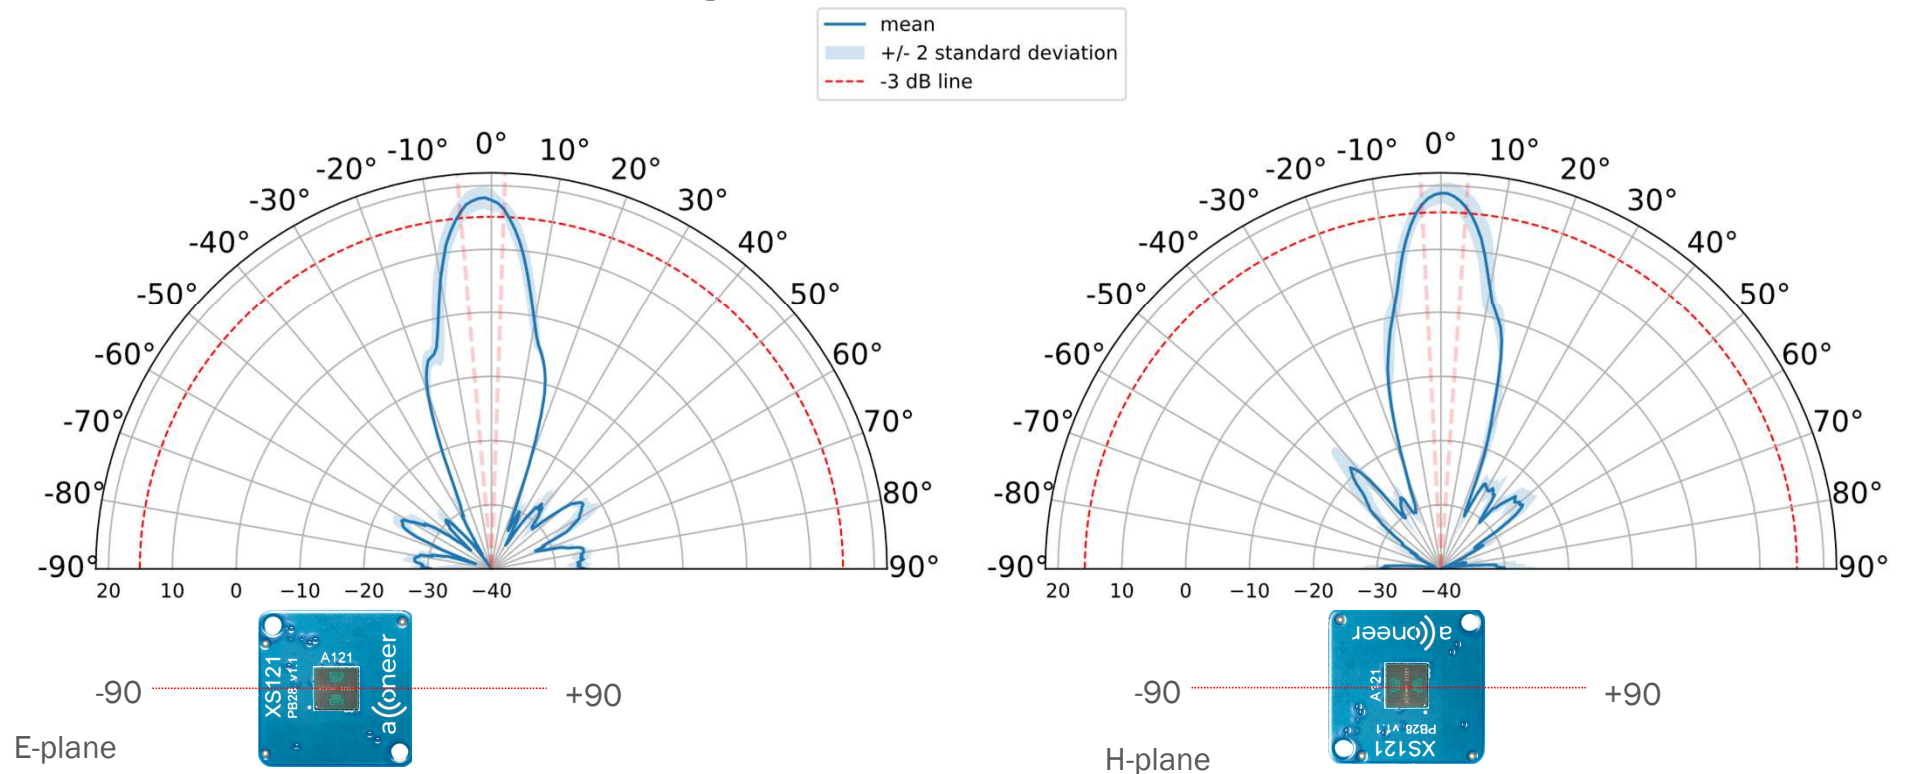 mean
+/- 2 standard deviation
-3 dB line
-90° -80° -70° -60° -50° -40° -30° -20° -10° 0° 10° 20° 30° 40° 50° 60° 70° 80° 90°
20 10 0 −10 −20 −30 −40
-90° -80° -70° -60° -50° -40° -30° -20° -10° 0° 10° 20° 30° 40° 50° 60° 70° 80° 90°
20 10 0 −10 −20 −30 −40
-90
XS121
PB28 v1.1
A121
a((oneer
+90
E-plane
-90
a((oneer
A121
PB28 v1.1
XS121
+90
H-plane